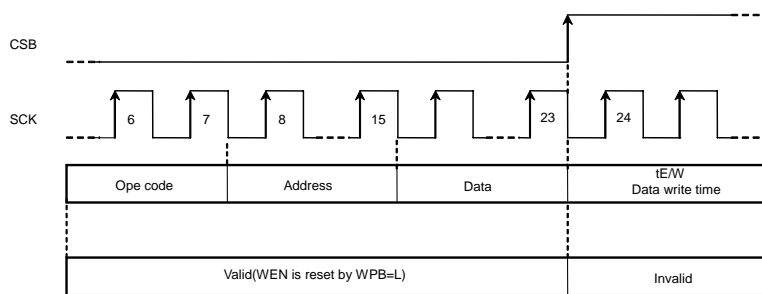 CSB
SCK
6 7 8 15 23 24
Ope code Address Data tE/W
Data write time
Valid(WEN is reset by WPB=L) Invalid